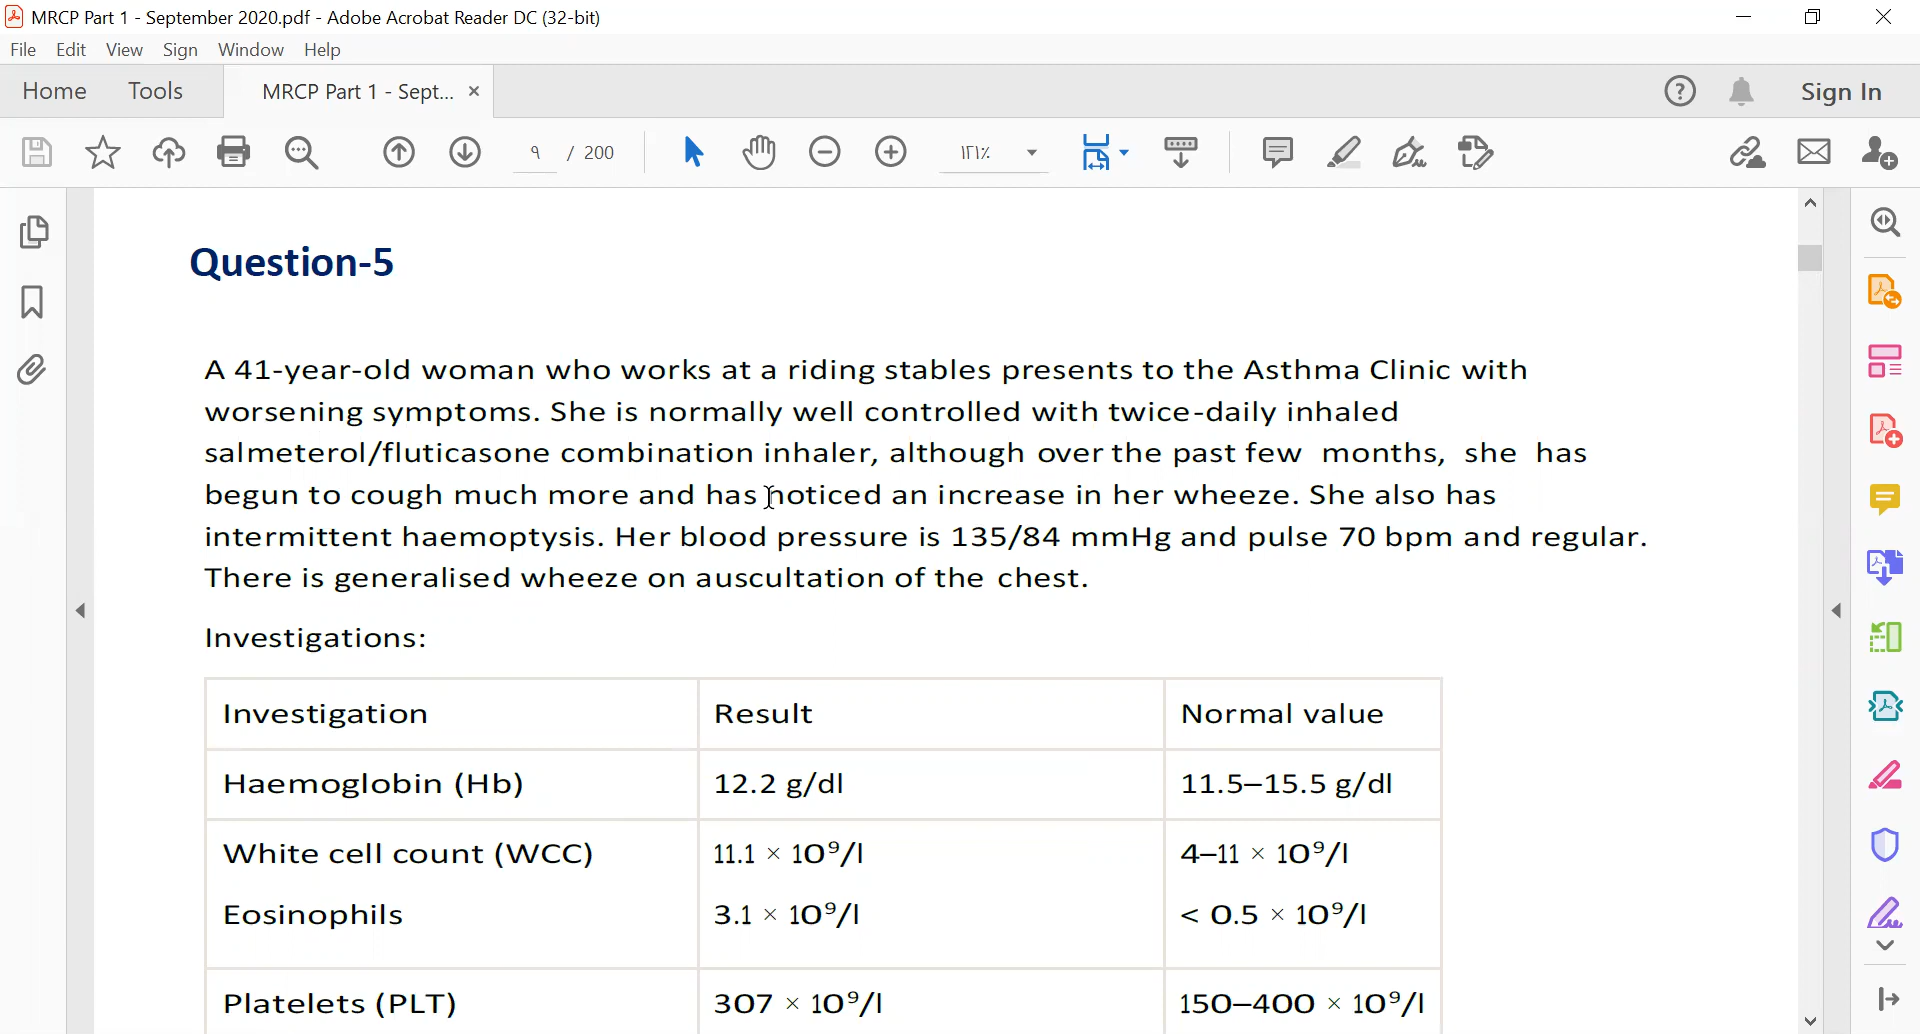 MRCP Part 1 - September 2020.pdf - Adobe Acrobat Reader DC (32-bit)
File Edit View Sign Window Help
Home Tools MRCP Part 1 - Sept... × Sign In
٩ / 200 ١٢١٪
Question-5
A 41-year-old woman who works at a riding stables presents to the Asthma Clinic with
worsening symptoms. She is normally well controlled with twice-daily inhaled
salmeterol/fluticasone combination inhaler, although over the past few months, she has
begun to cough much more and has noticed an increase in her wheeze. She also has
intermittent haemoptysis. Her blood pressure is 135/84 mmHg and pulse 70 bpm and regular.
There is generalised wheeze on auscultation of the chest.
Investigations:
Investigation Result Normal value
Haemoglobin (Hb) 12.2 g/dl 11.5–15.5 g/dl
White cell count (WCC) 11.1 × 10⁹/l 4–11 × 10⁹/l
Eosinophils 3.1 × 10⁹/l < 0.5 × 10⁹/l
Platelets (PLT) 307 × 10⁹/l 150–400 × 10⁹/l